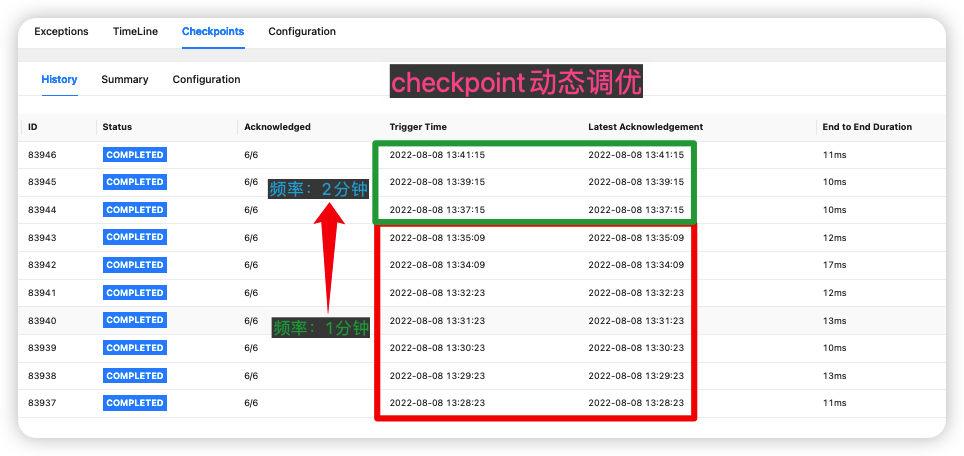 Exceptions TimeLine Checkpoints Configuration
History Summary Configuration
checkpoint动态调优
ID Status Acknowledged Trigger Time Latest Acknowledgement End to End Duration
83946 COMPLETED 6/6 2022-08-08 13:41:15 2022-08-08 13:41:15 11ms
83945 COMPLETED 6/6 2022-08-08 13:39:15 2022-08-08 13:39:15 10ms
频率：2分钟
83944 COMPLETED 6/6 2022-08-08 13:37:15 2022-08-08 13:37:15 10ms
83943 COMPLETED 6/6 2022-08-08 13:35:09 2022-08-08 13:35:09 12ms
83942 COMPLETED 6/6 2022-08-08 13:34:09 2022-08-08 13:34:09 17ms
83941 COMPLETED 6/6 2022-08-08 13:32:23 2022-08-08 13:32:23 12ms
83940 COMPLETED 6/6 2022-08-08 13:31:23 2022-08-08 13:31:23 13ms
频率：1分钟
83939 COMPLETED 6/6 2022-08-08 13:30:23 2022-08-08 13:30:23 10ms
83938 COMPLETED 6/6 2022-08-08 13:29:23 2022-08-08 13:29:23 13ms
83937 COMPLETED 6/6 2022-08-08 13:28:23 2022-08-08 13:28:23 11ms